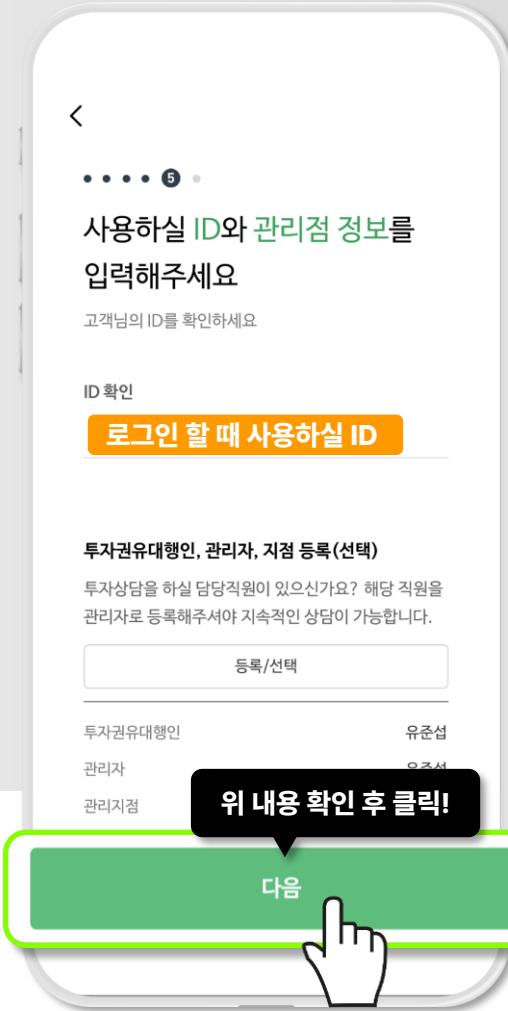 5
사용하실 ID와 관리점 정보를
입력해주세요
고객님의 ID를 확인하세요
ID 확인
로그인 할 때 사용하실 ID
투자권유대행인, 관리자, 지점 등록(선택)
투자상담을 하실 담당직원이 있으신가요? 해당 직원을
관리자로 등록해주셔야 지속적인 상담이 가능합니다.
등록/선택
투자권유대행인 유준섭
관리자
관리지점
위 내용 확인 후 클릭!
다음